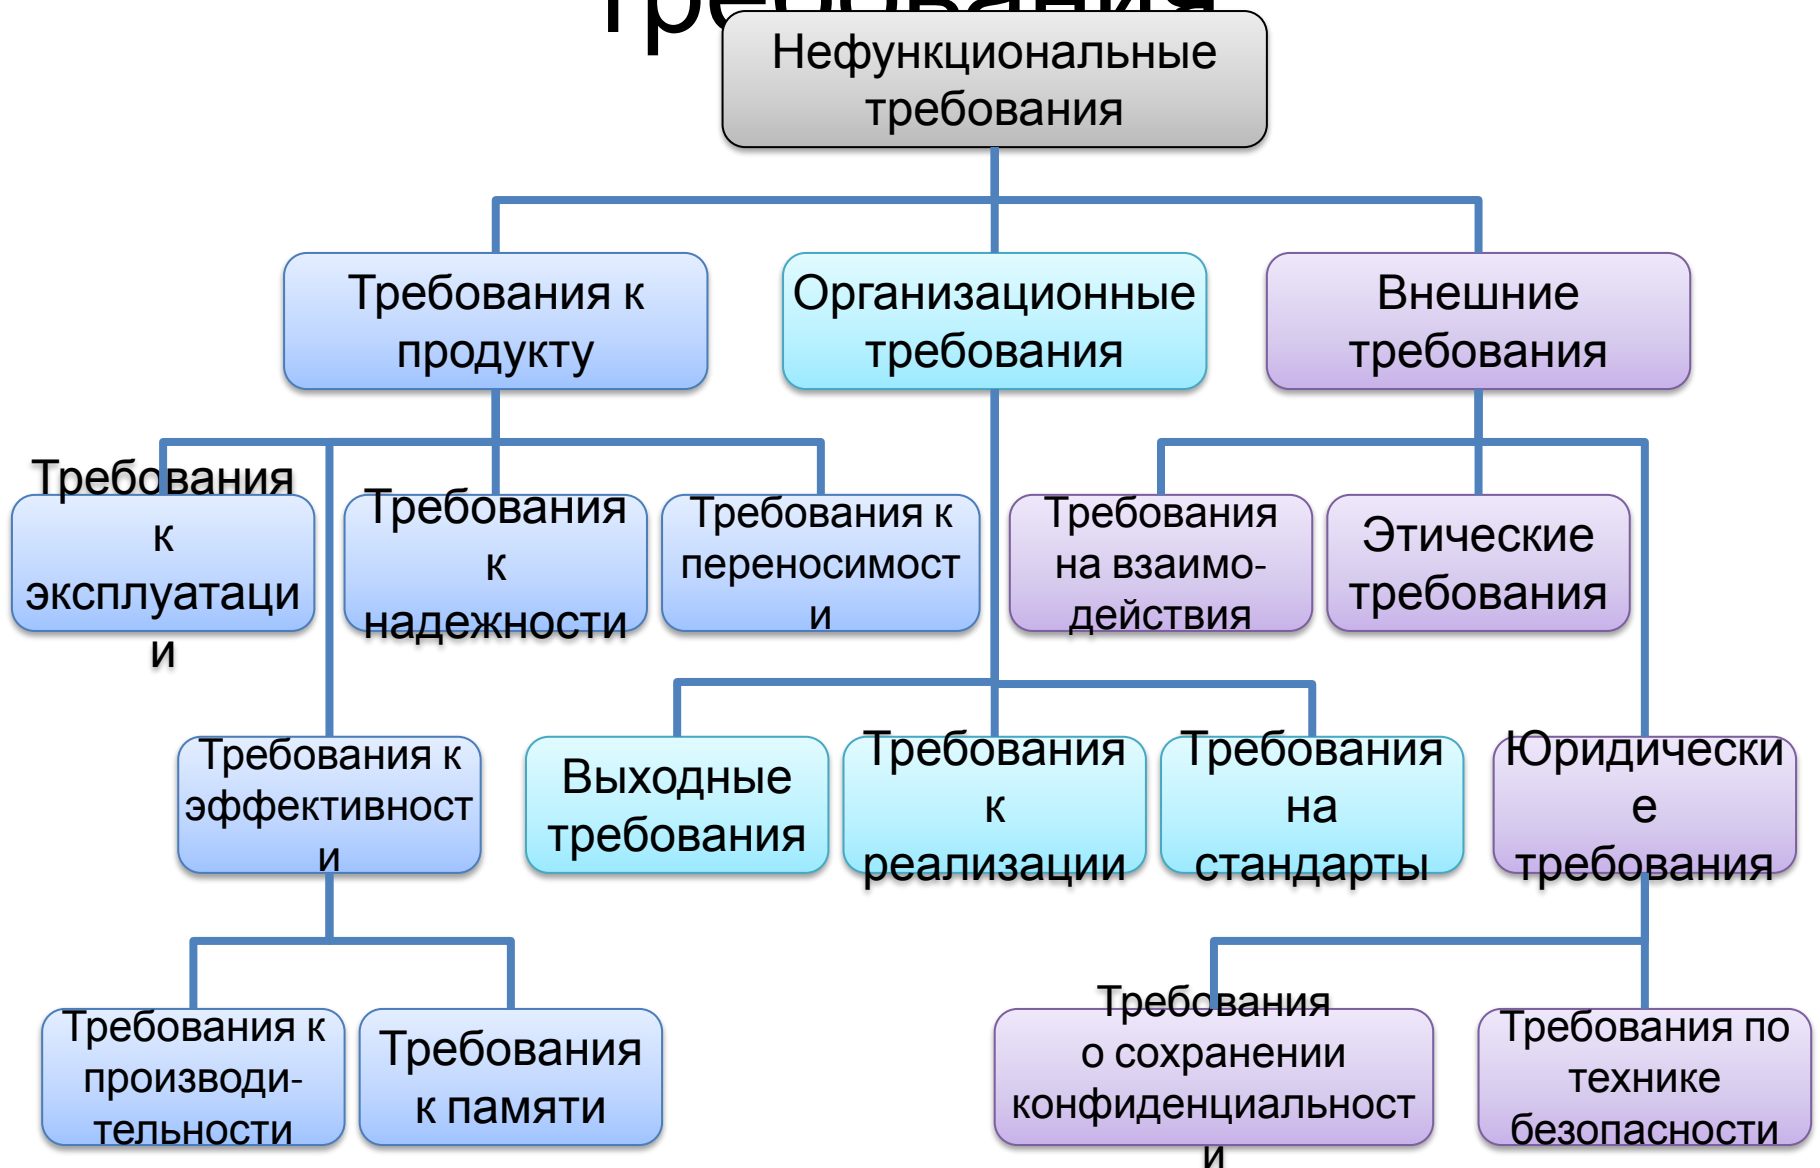 требования
Нефункциональные
требования
Требования к
продукту
Организационные
требования
Внешние
требования
Требования
к
эксплуатаци
и
Требования
к
надежности
Требования к
переносимост
и
Требования
на взаимо-
действия
Этические
требования
Требования к
эффективност
и
Выходные
требования
Требования
к
реализации
Требования
на
стандарты
Юридически
е
требования
Требования к
производи-
тельности
Требования
к памяти
Требования
о сохранении
конфиденциальност
и
Требования по
технике
безопасности